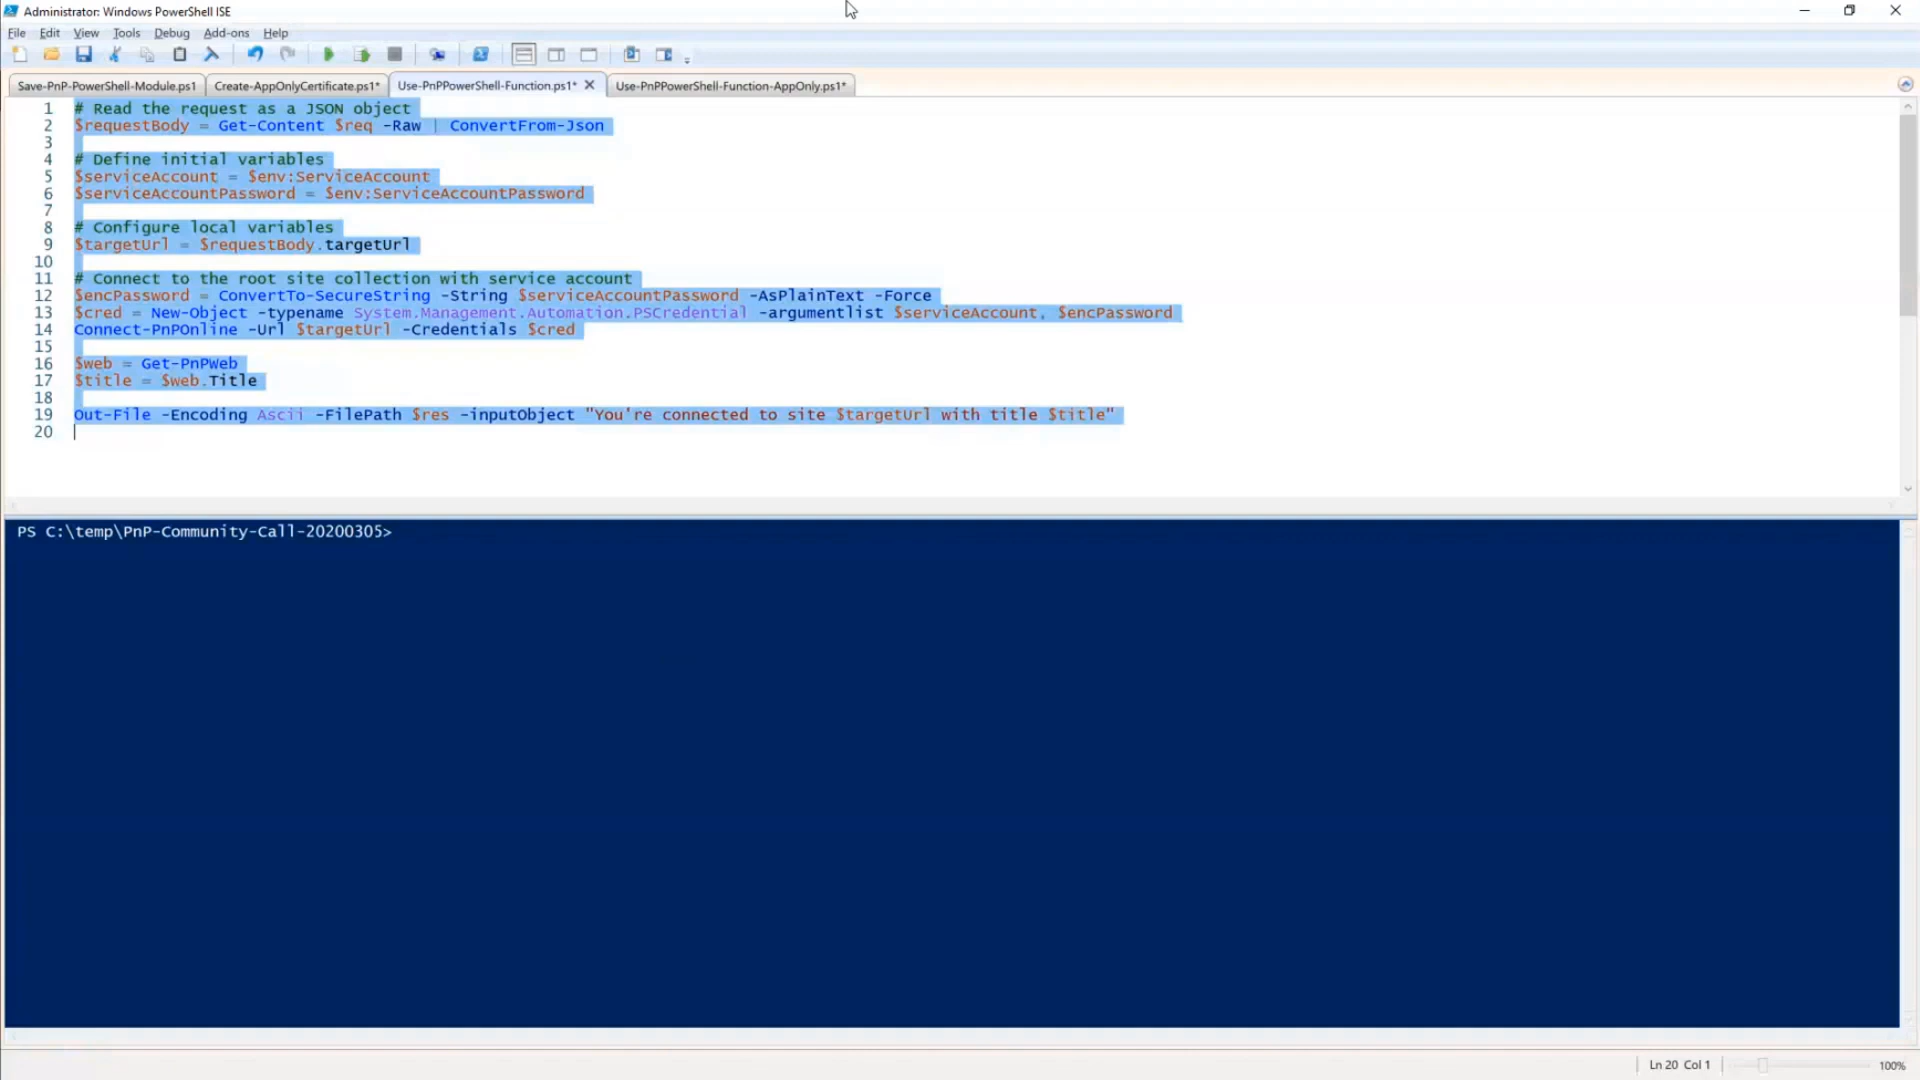 Administrator: Windows PowerShell ISE
File Edit View Tools Debug Add-ons Help
Save-PnP-PowerShell-Module.ps1 Create-AppOnlyCertificate.ps1* Use-PnPPowerShell-Function.ps1* Use-PnPPowerShell-Function-AppOnly.ps1*
1 # Read the request as a JSON object
2 $requestBody = Get-Content $req -Raw | ConvertFrom-Json
3
4 # Define initial variables
5 $serviceAccount = $env:ServiceAccount
6 $serviceAccountPassword = $env:ServiceAccountPassword
7
8 # Configure local variables
9 $targetUrl = $requestBody.targetUrl
10
11 # Connect to the root site collection with service account
12 $encPassword = ConvertTo-SecureString -String $serviceAccountPassword -AsPlainText -Force
13 $cred = New-Object -typename System.Management.Automation.PSCredential -argumentlist $serviceAccount, $encPassword
14 Connect-PnPOnline -Url $targetUrl -Credentials $cred
15
16 $web = Get-PnPWeb
17 $title = $web.Title
18
19 Out-File -Encoding Ascii -FilePath $res -inputObject "You're connected to site $targetUrl with title $title"
20
PS C:\temp\PnP-Community-Call-20200305>
Ln 20 Col 1 100%